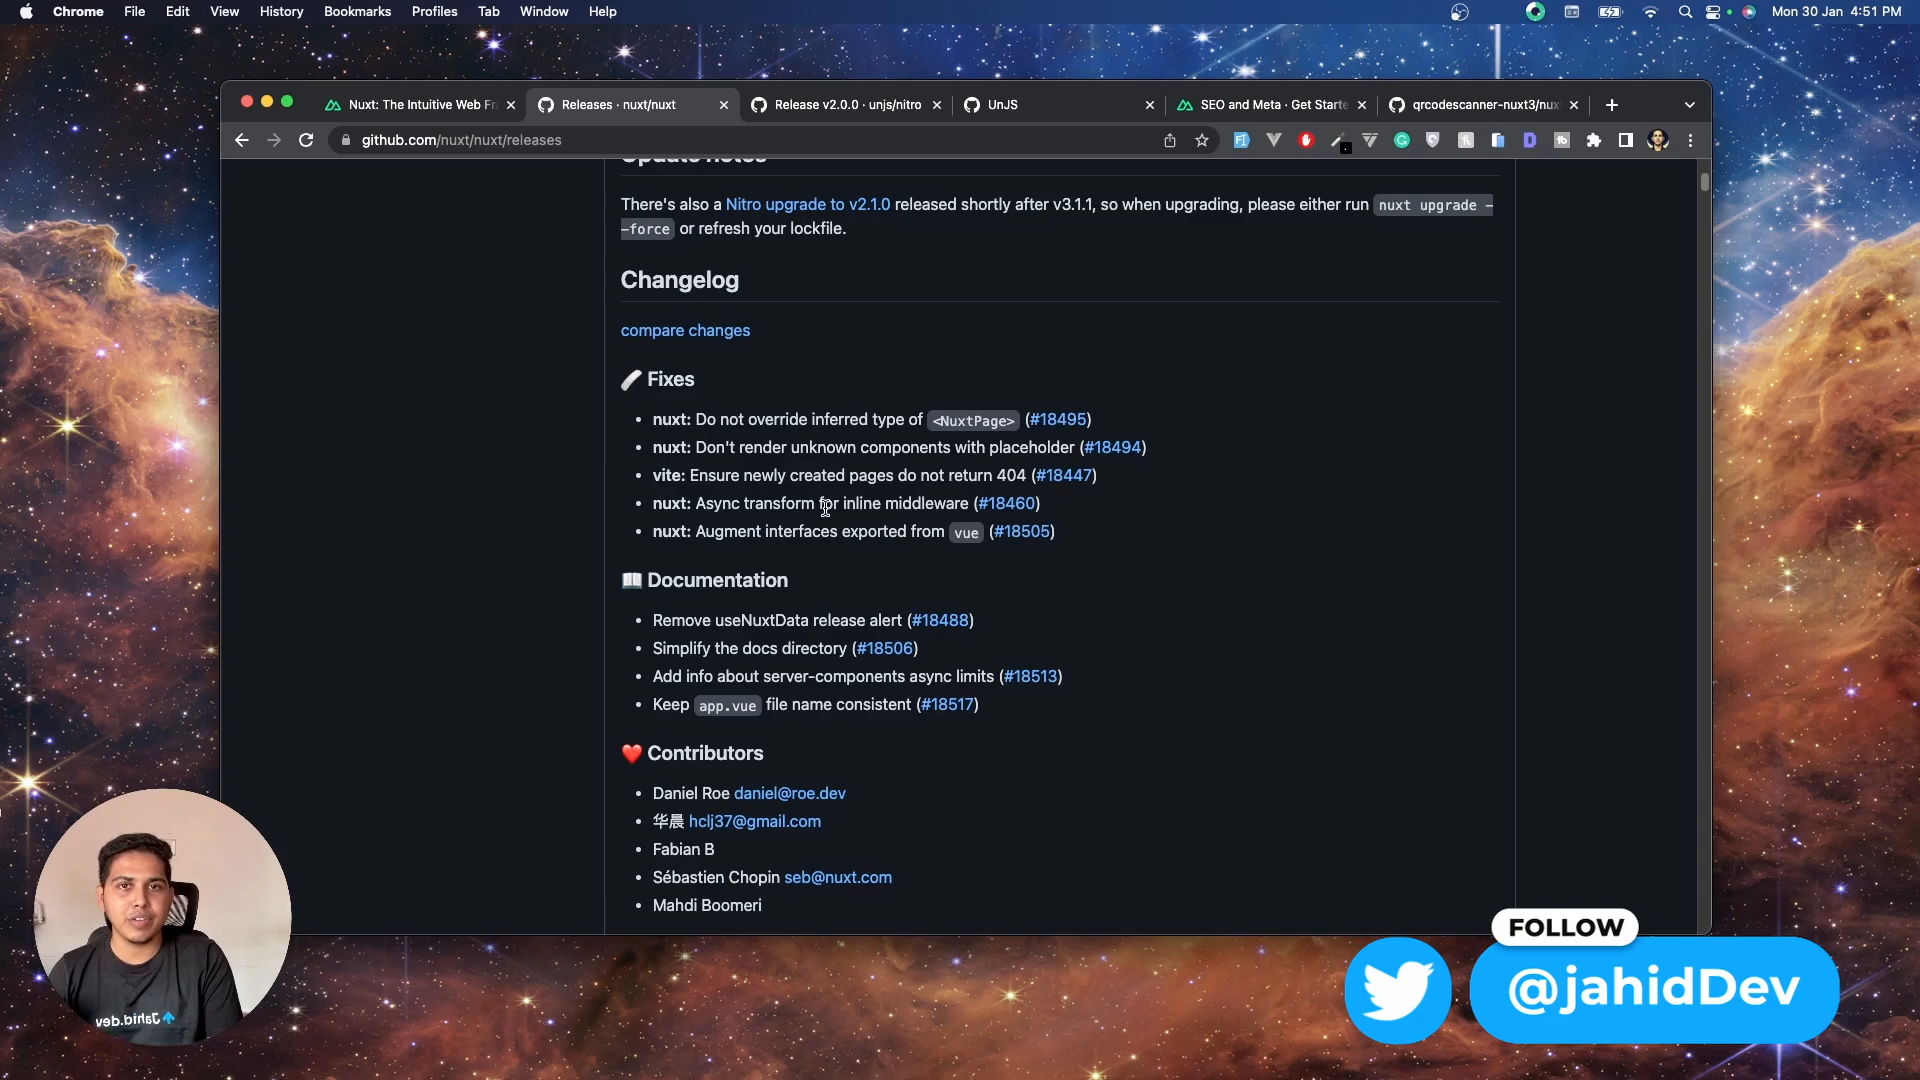 Chrome File Edit View History Bookmarks Profiles Tab Window Help Mon 30 Jan 4:51 PM
Nuxt: The Intuitive Web Fr Releases · nuxt/nuxt Release v2.0.0 · unjs/nitro UnJS SEO and Meta · Get Starte qrcodescanner-nuxt3/nux
github.com/nuxt/nuxt/releases
Update notes
There's also a Nitro upgrade to v2.1.0 released shortly after v3.1.1, so when upgrading, please either run nuxt upgrade -
-force or refresh your lockfile.
Changelog
compare changes
🩹 Fixes
• nuxt: Do not override inferred type of <NuxtPage> (#18495)
• nuxt: Don't render unknown components with placeholder (#18494)
• vite: Ensure newly created pages do not return 404 (#18447)
• nuxt: Async transform for inline middleware (#18460)
• nuxt: Augment interfaces exported from vue (#18505)
📖 Documentation
• Remove useNuxtData release alert (#18488)
• Simplify the docs directory (#18506)
• Add info about server-components async limits (#18513)
• Keep app.vue file name consistent (#18517)
❤️ Contributors
• Daniel Roe daniel@roe.dev
• 华晨 hclj37@gmail.com
• Fabian B
• Sébastien Chopin seb@nuxt.com
• Mahdi Boomeri
Jahid.dev
FOLLOW
@jahidDev